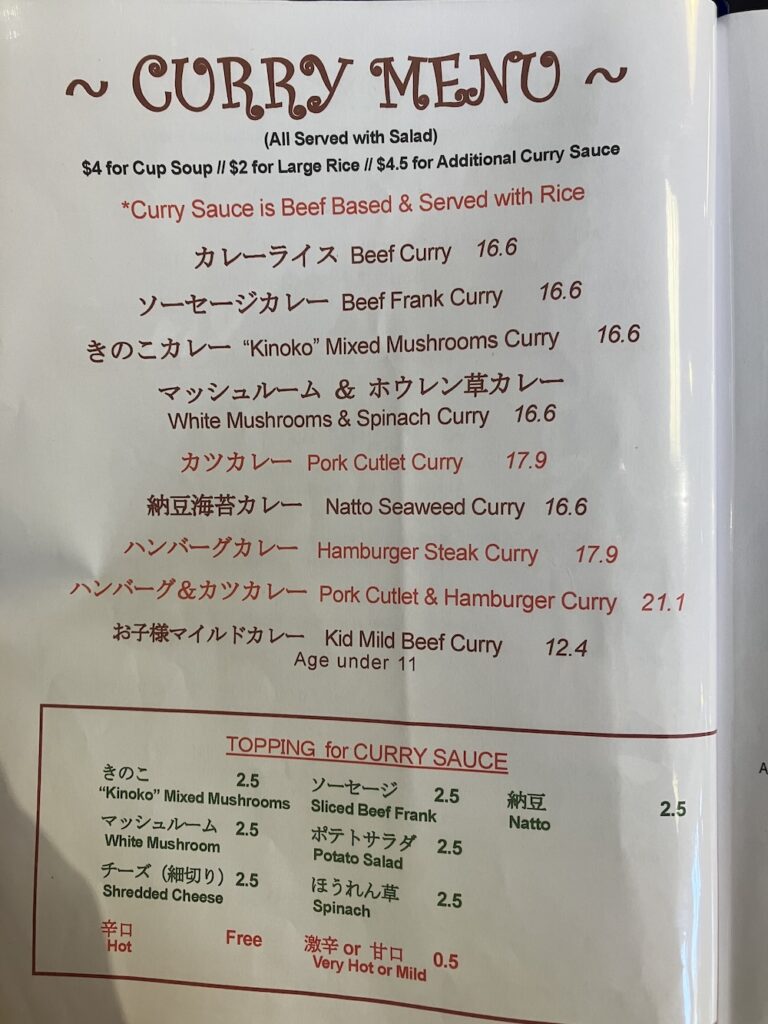 ~ CURRY MENU ~
(All Served with Salad)
$4 for Cup Soup // $2 for Large Rice // $4.5 for Additional Curry Sauce
*Curry Sauce is Beef Based & Served with Rice
カレーライス Beef Curry 16.6
ソーセージカレー Beef Frank Curry 16.6
きのこカレー “Kinoko” Mixed Mushrooms Curry 16.6
マッシュルーム & ホウレン草カレー
White Mushrooms & Spinach Curry 16.6
カツカレー Pork Cutlet Curry 17.9
納豆海苔カレー Natto Seaweed Curry 16.6
ハンバーグカレー Hamburger Steak Curry 17.9
ハンバーグ&カツカレー Pork Cutlet & Hamburger Curry 21.1
お子様マイルドカレー Kid Mild Beef Curry 12.4
Age under 11
TOPPING for CURRY SAUCE
きのこ 2.5
“Kinoko” Mixed Mushrooms
マッシュルーム 2.5
White Mushroom
チーズ（細切り） 2.5
Shredded Cheese
辛口 Free
Hot
ソーセージ 2.5
Sliced Beef Frank
ポテトサラダ 2.5
Potato Salad
ほうれん草 2.5
Spinach
激辛 or 甘口 0.5
Very Hot or Mild
納豆 2.5
Natto
A